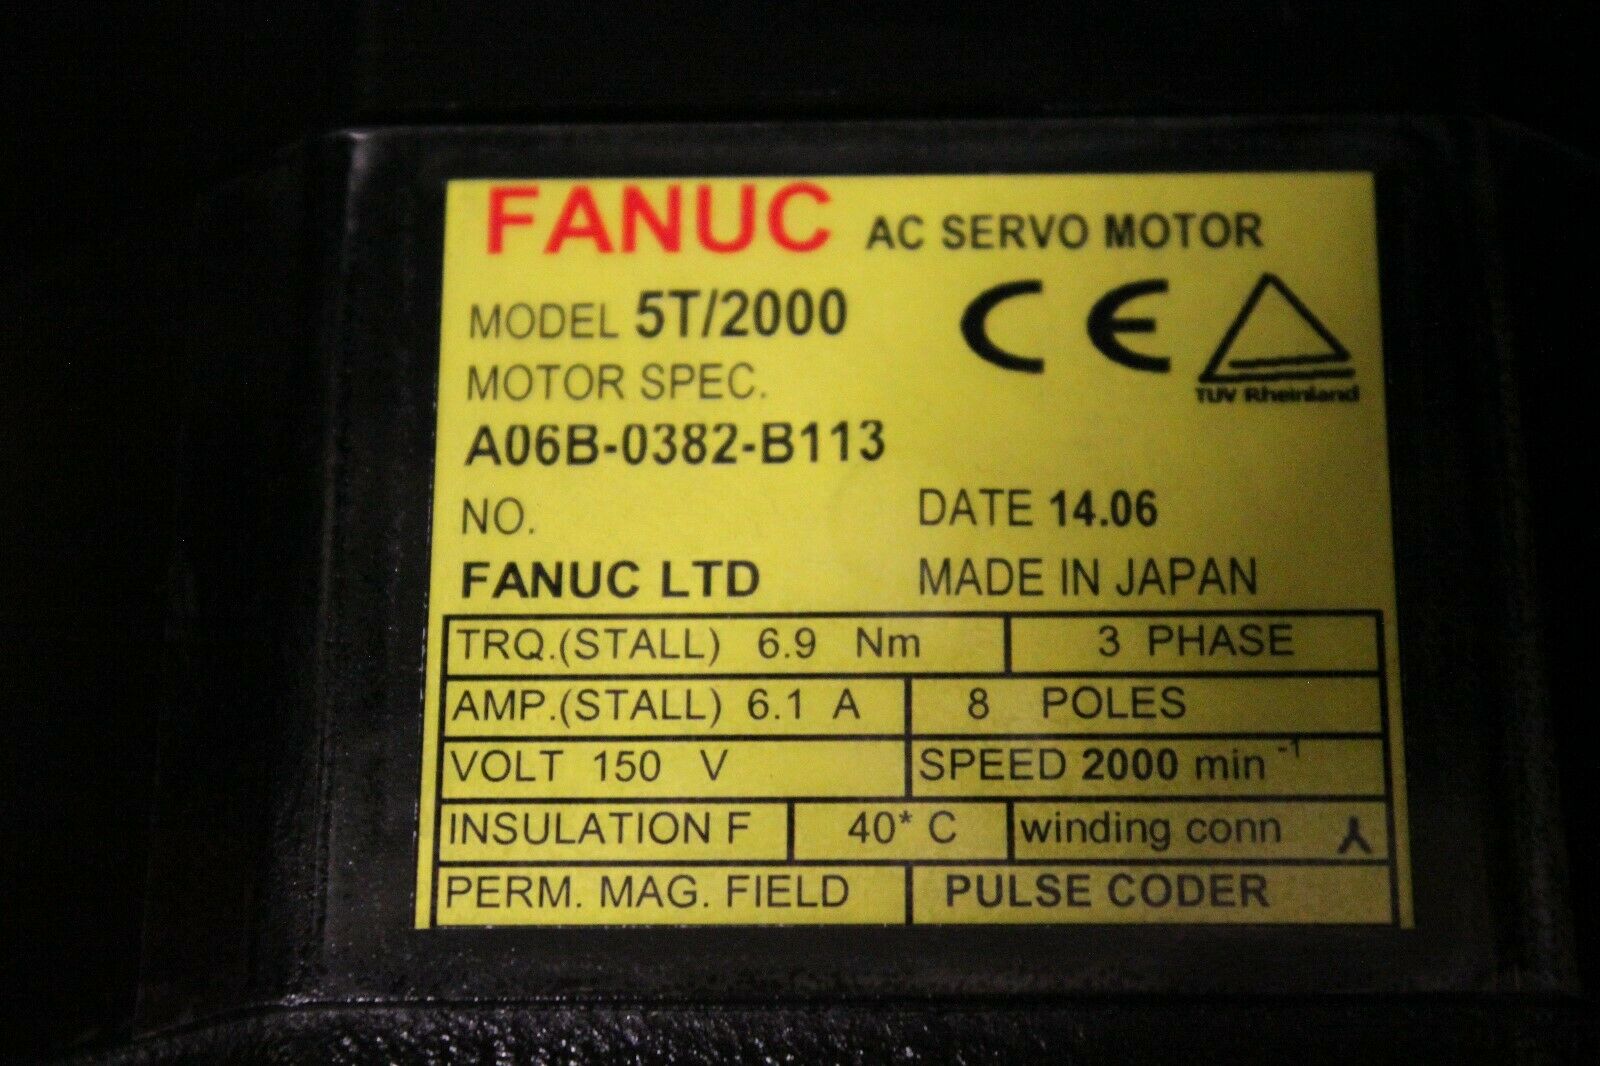 FANUC AC SERVO MOTOR
MODEL 5T/2000
CE
TUV Rheinland
MOTOR SPEC.
A06B-0382-B113
NO. DATE 14.06
FANUC LTD MADE IN JAPAN
TRQ.(STALL) 6.9 Nm 3 PHASE
AMP.(STALL) 6.1 A 8 POLES
VOLT 150 V SPEED 2000 min⁻¹
INSULATION F 40* C winding conn
PERM. MAG. FIELD PULSE CODER